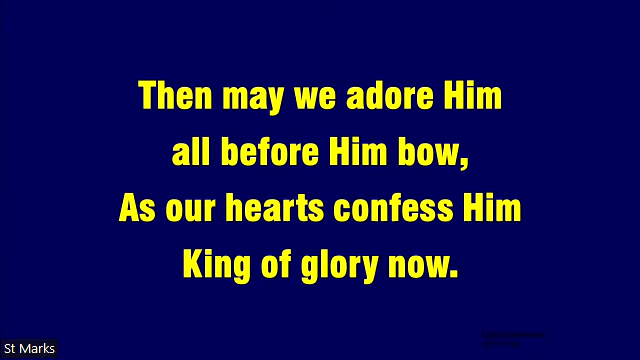 Then may we adore Him
all before Him bow,
As our hearts confess Him
King of glory now.
St Marks